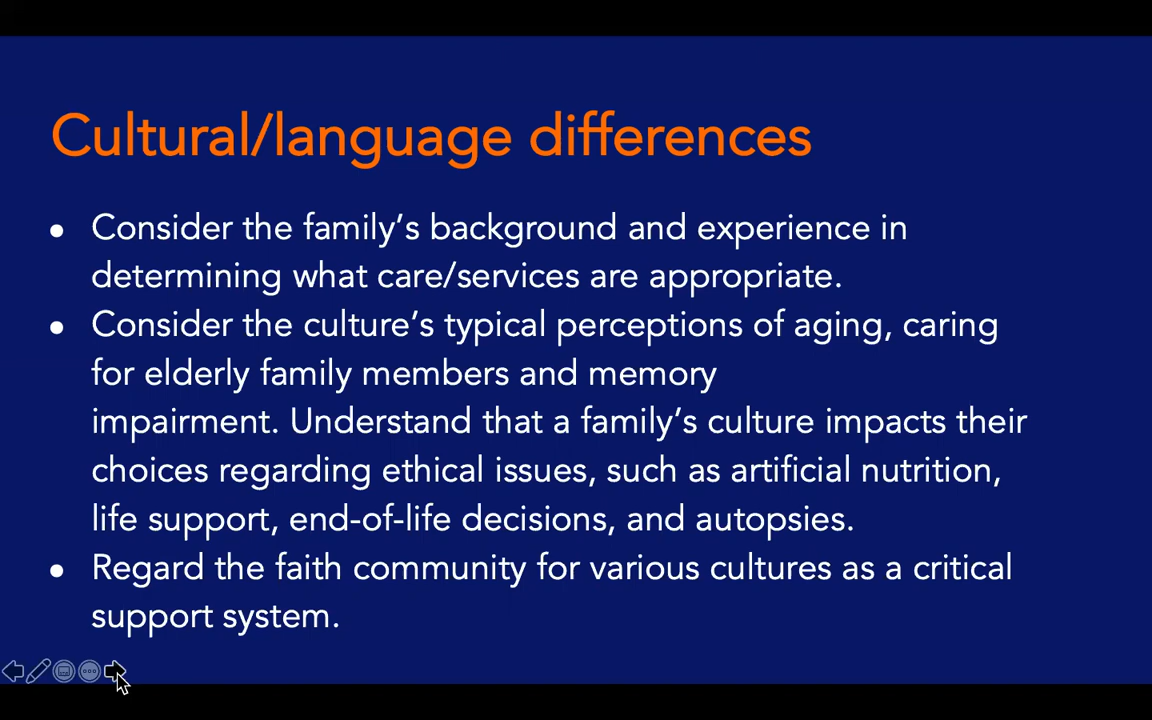 Cultural/language differences
• Consider the family’s background and experience in
determining what care/services are appropriate.
• Consider the culture’s typical perceptions of aging, caring
for elderly family members and memory
impairment. Understand that a family’s culture impacts their
choices regarding ethical issues, such as artificial nutrition,
life support, end-of-life decisions, and autopsies.
• Regard the faith community for various cultures as a critical
support system.